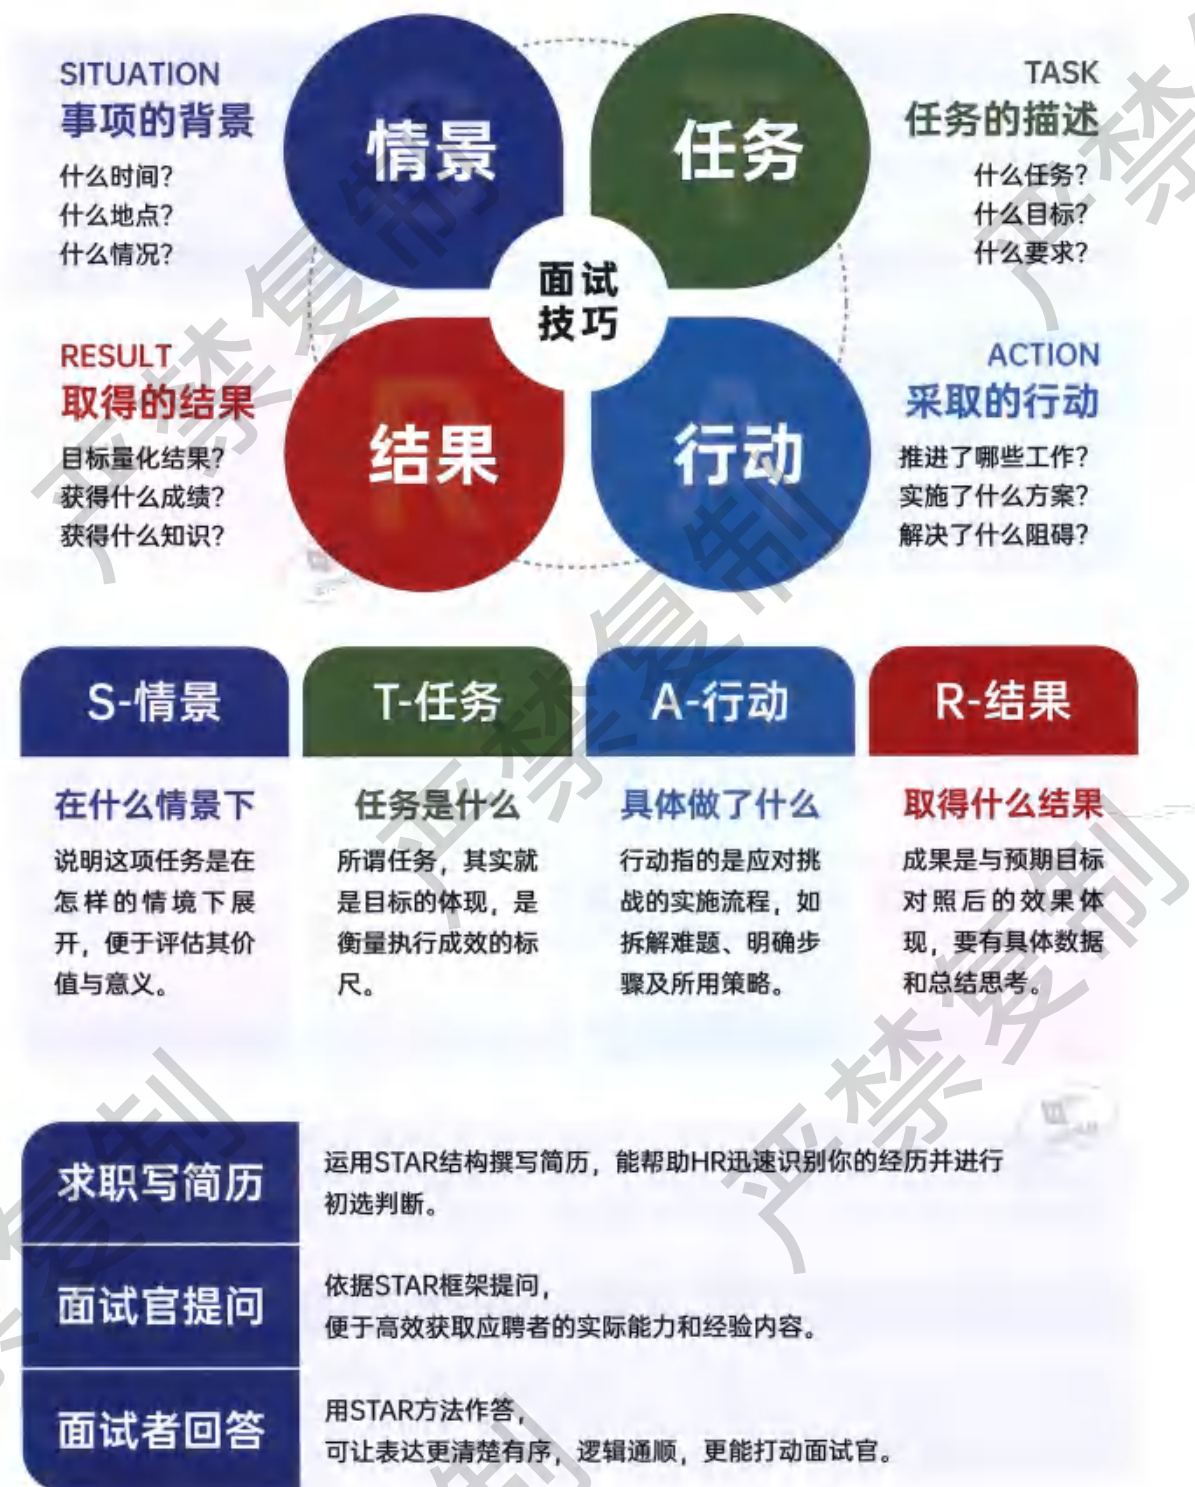 SITUATION
事项的背景
什么时间？
什么地点？
什么情况？
情景
任务
TASK
任务的描述
什么任务？
什么目标？
什么要求？
面试
技巧
RESULT
取得的结果
目标量化结果？
获得什么成绩？
获得什么知识？
结果
行动
ACTION
采取的行动
推进了哪些工作？
实施了什么方案？
解决了什么阻碍？
S-情景
在什么情景下
说明这项任务是在
怎样的情境下展
开，便于评估其价
值与意义。
T-任务
任务是什么
所谓任务，其实就
是目标的体现，是
衡量执行成效的标
尺。
A-行动
具体做了什么
行动指的是应对挑
战的实施流程，如
拆解难题、明确步
骤及所用策略。
R-结果
取得什么结果
成果是与预期目标
对照后的效果体
现，要有具体数据
和总结思考。
求职写简历
运用STAR结构撰写简历，能帮助HR迅速识别你的经历并进行
初选判断。
面试官提问
依据STAR框架提问，
便于高效获取应聘者的实际能力和经验内容。
面试者回答
用STAR方法作答，
可让表达更清楚有序，逻辑通顺，更能打动面试官。
严禁复制
严禁复制
严禁复制